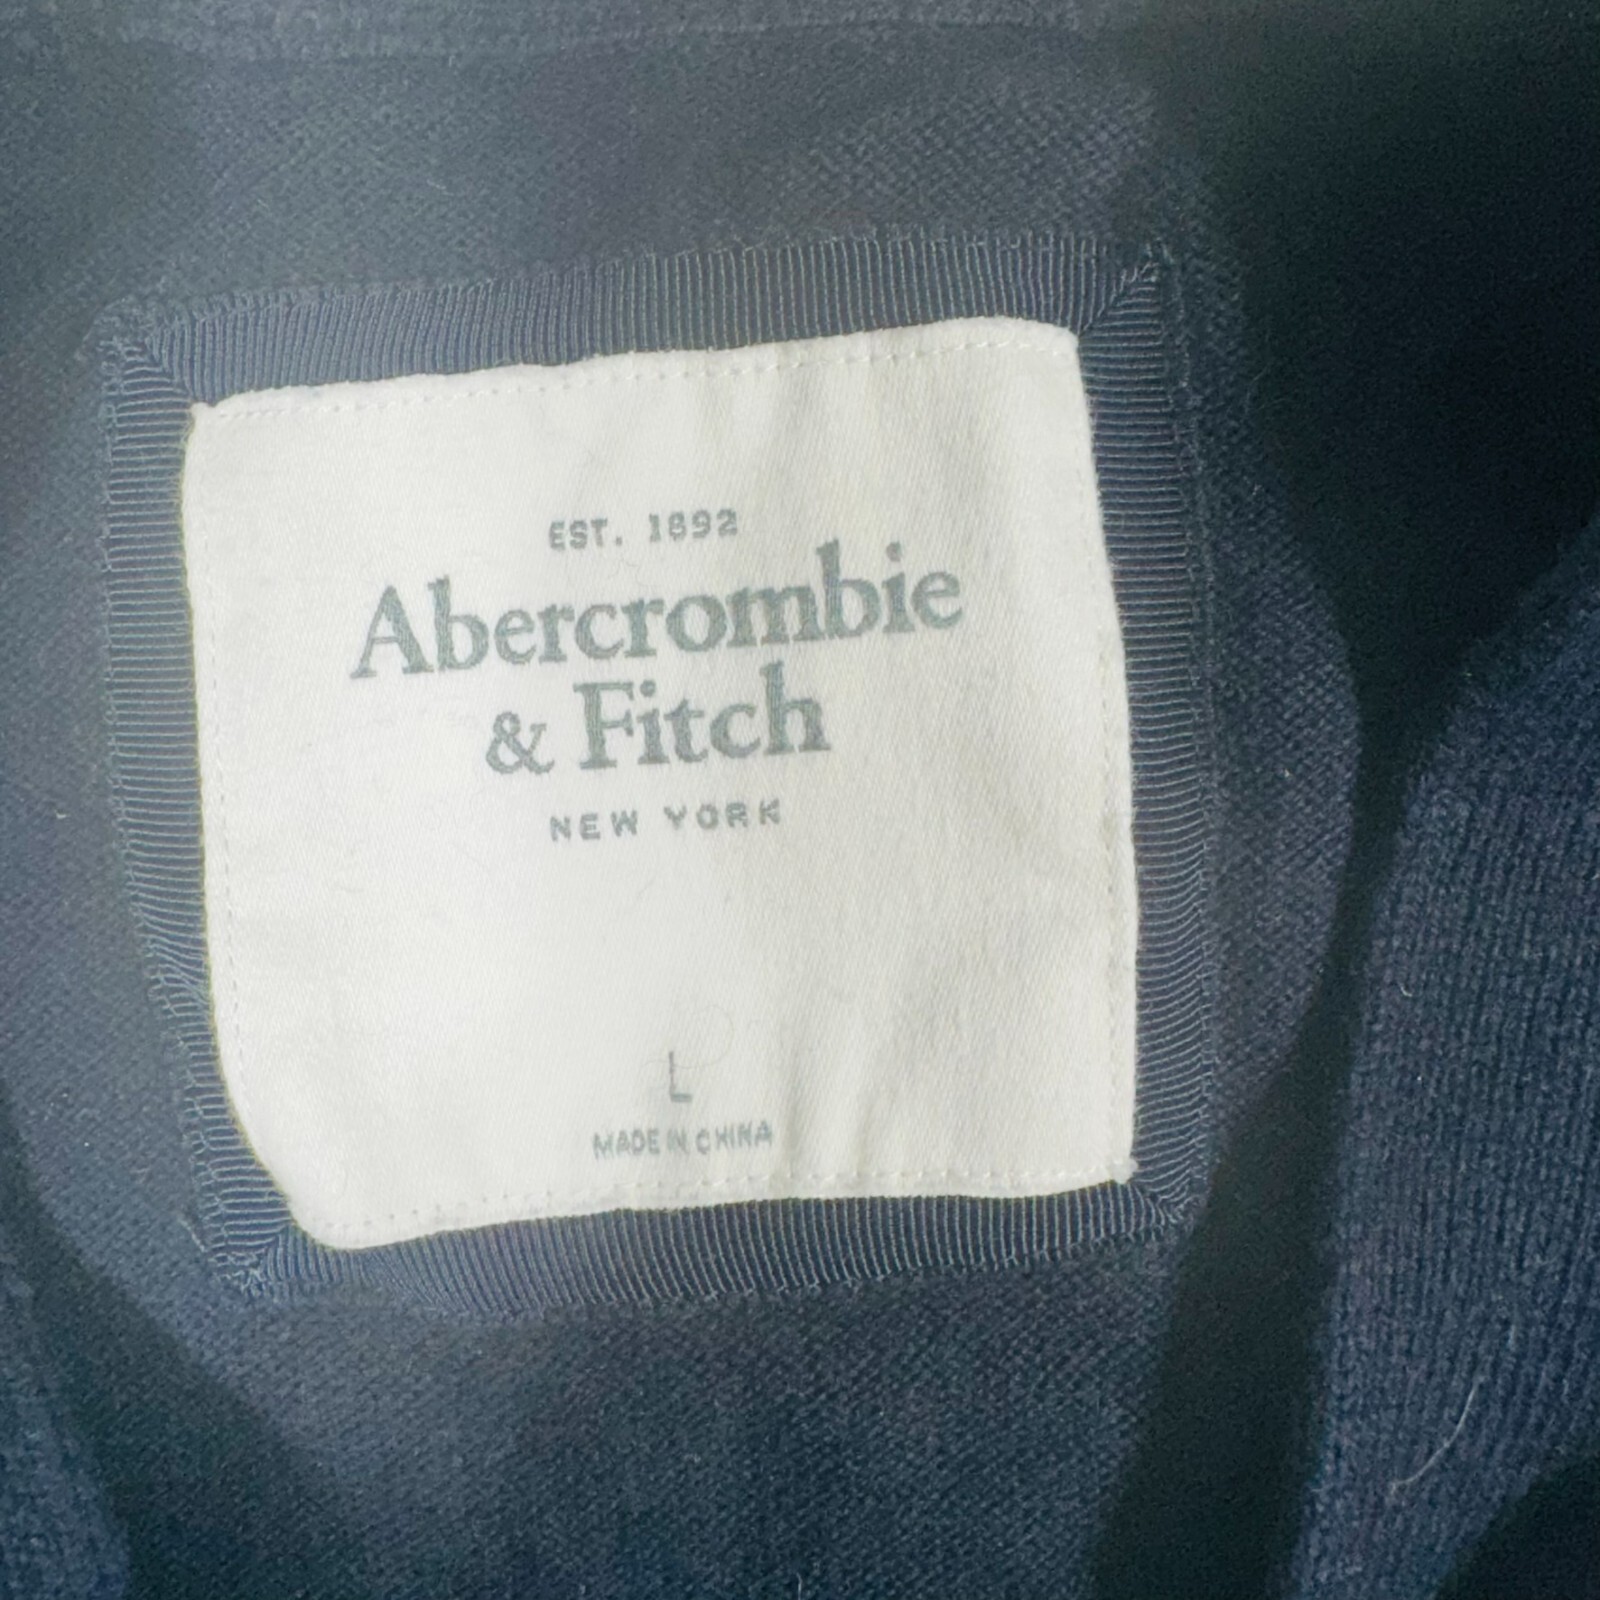 EST. 1892
Abercrombie
& Fitch
NEW YORK
L
MADE IN CHINA